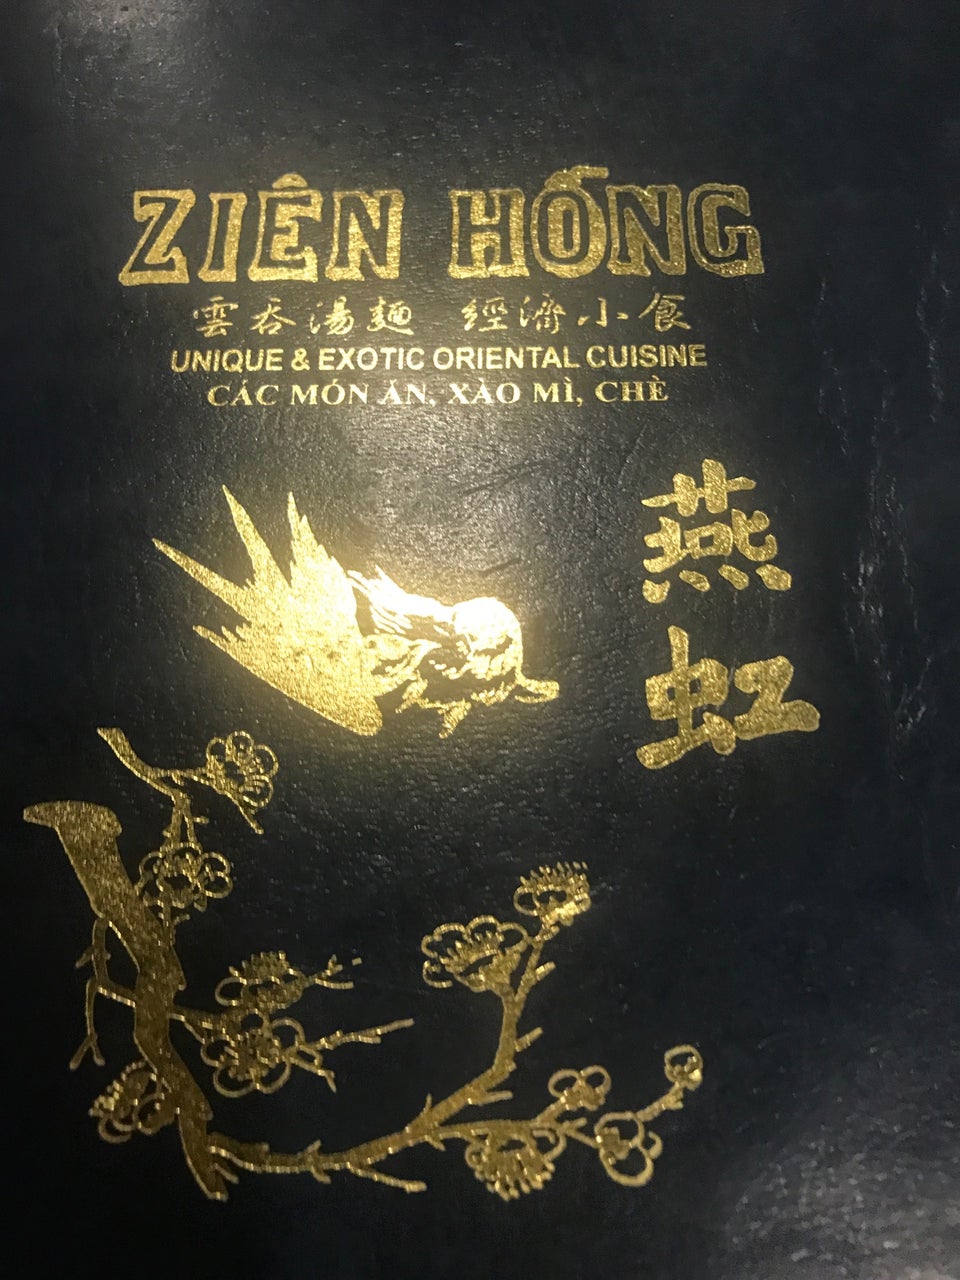 ZIÊN HỐNG
雲吞湯麵 經濟小食
UNIQUE & EXOTIC ORIENTAL CUISINE
CÁC MÓN ĂN, XÀO MÌ, CHÈ
燕虹